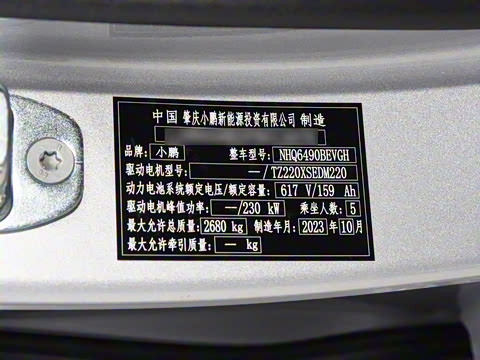 中国 肇庆小鹏新能源投资有限公司 制造
品牌: 小鹏 整车型号: NHQ6490BEVGH
驱动电机型号: —/TZ220XSEDM220
动力电池系统额定电压/额定容量: 617 V/159 Ah
驱动电机峰值功率: —/230 kW 乘坐人数: 5
最大允许总质量: 2680 kg 制造年月: 2023 年 10 月
最大允许牵引质量: — kg